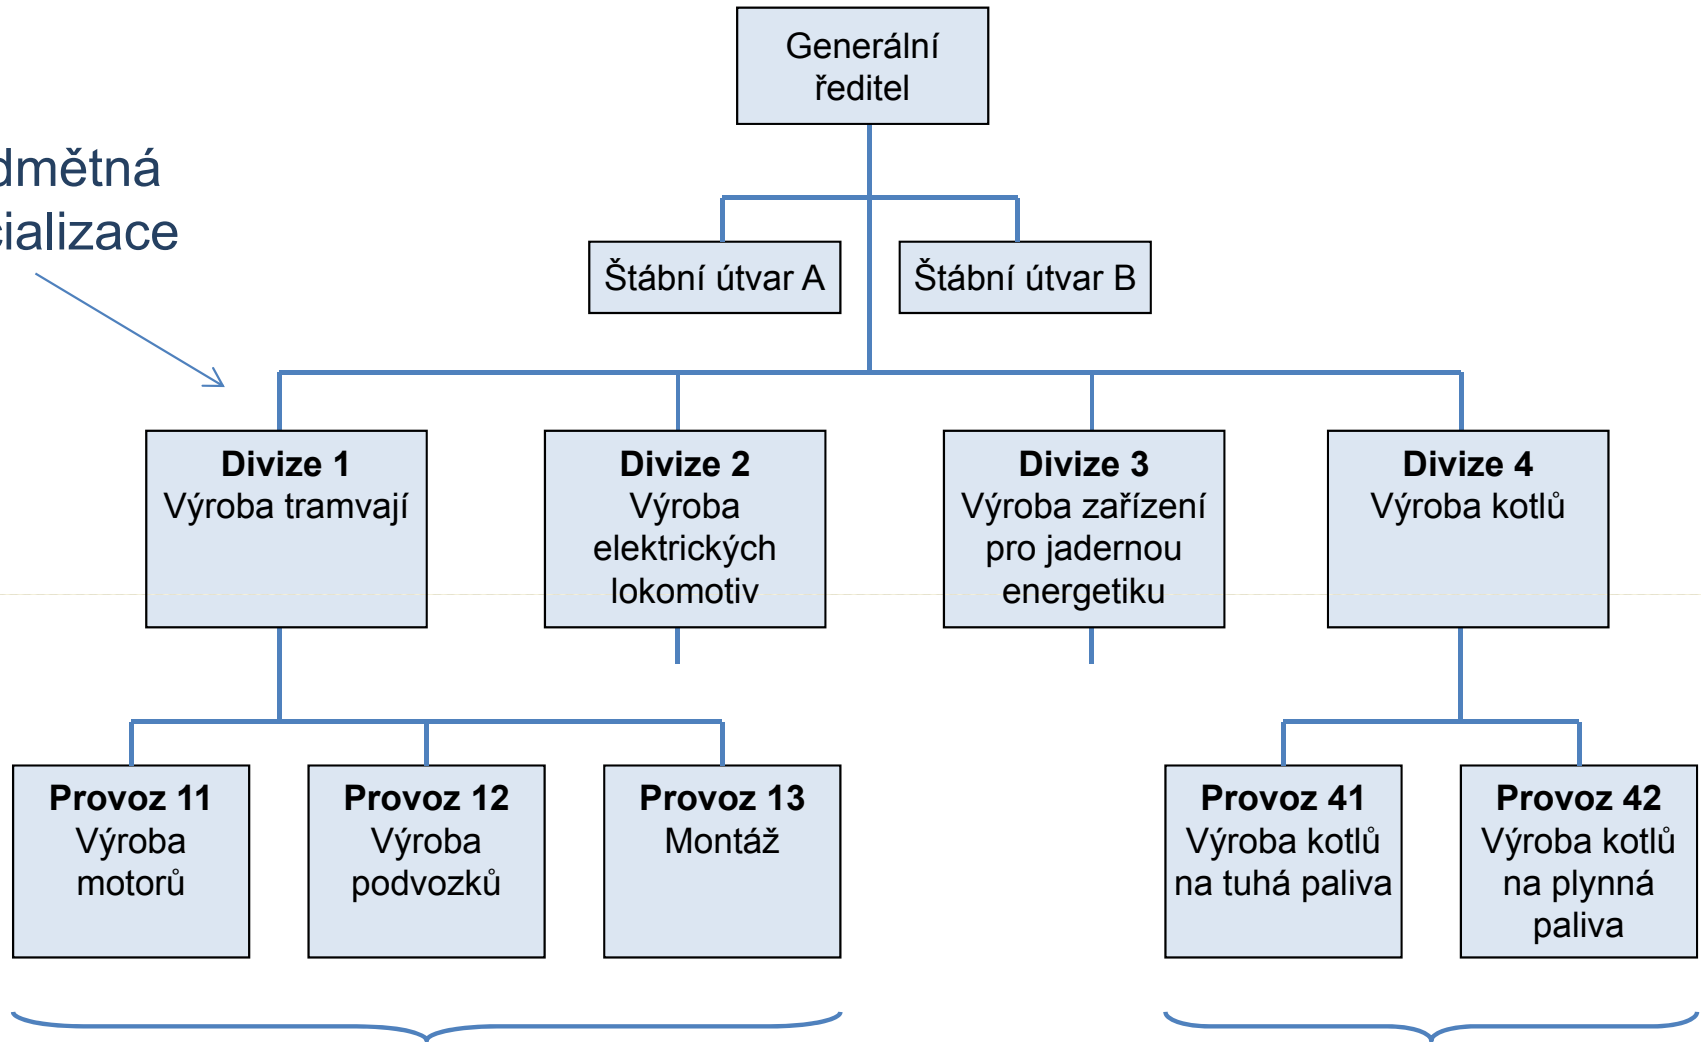 Generální
ředitel
dmětná
cializace
Štábní útvar A
Štábní útvar B
Divize 1
Výroba tramvají
Divize 2
Výroba
elektrických
lokomotiv
Divize 3
Výroba zařízení
pro jadernou
energetiku
Divize 4
Výroba kotlů
Provoz 11
Výroba
motorů
Provoz 12
Výroba
podvozků
Provoz 13
Montáž
Provoz 41
Výroba kotlů
na tuhá paliva
Provoz 42
Výroba kotlů
na plynná
paliva